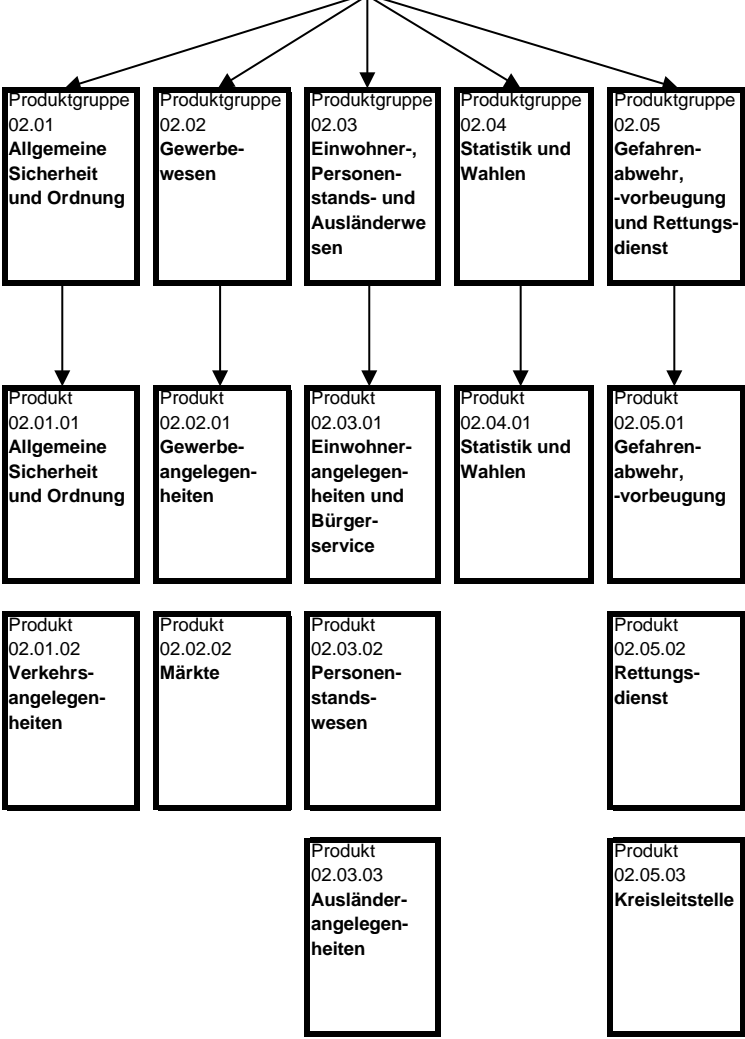 Produktgruppe
02.01
Allgemeine
Sicherheit
und Ordnung
Produktgruppe
02.02
Gewerbe-
wesen
Produktgruppe
02.03
Einwohner-,
Personen-
stands- und
Ausländerwe
sen
Produktgruppe
02.04
Statistik und
Wahlen
Produktgruppe
02.05
Gefahren-
abwehr,
-vorbeugung
und Rettungs-
dienst
Produkt
02.01.01
Allgemeine
Sicherheit
und Ordnung
Produkt
02.02.01
Gewerbe-
angelegen-
heiten
Produkt
02.03.01
Einwohner-
angelegen-
heiten und
Bürger-
service
Produkt
02.04.01
Statistik und
Wahlen
Produkt
02.05.01
Gefahren-
abwehr,
-vorbeugung
Produkt
02.01.02
Verkehrs-
angelegen-
heiten
Produkt
02.02.02
Märkte
Produkt
02.03.02
Personen-
stands-
wesen
Produkt
02.05.02
Rettungs-
dienst
Produkt
02.03.03
Ausländer-
angelegen-
heiten
Produkt
02.05.03
Kreisleitstelle